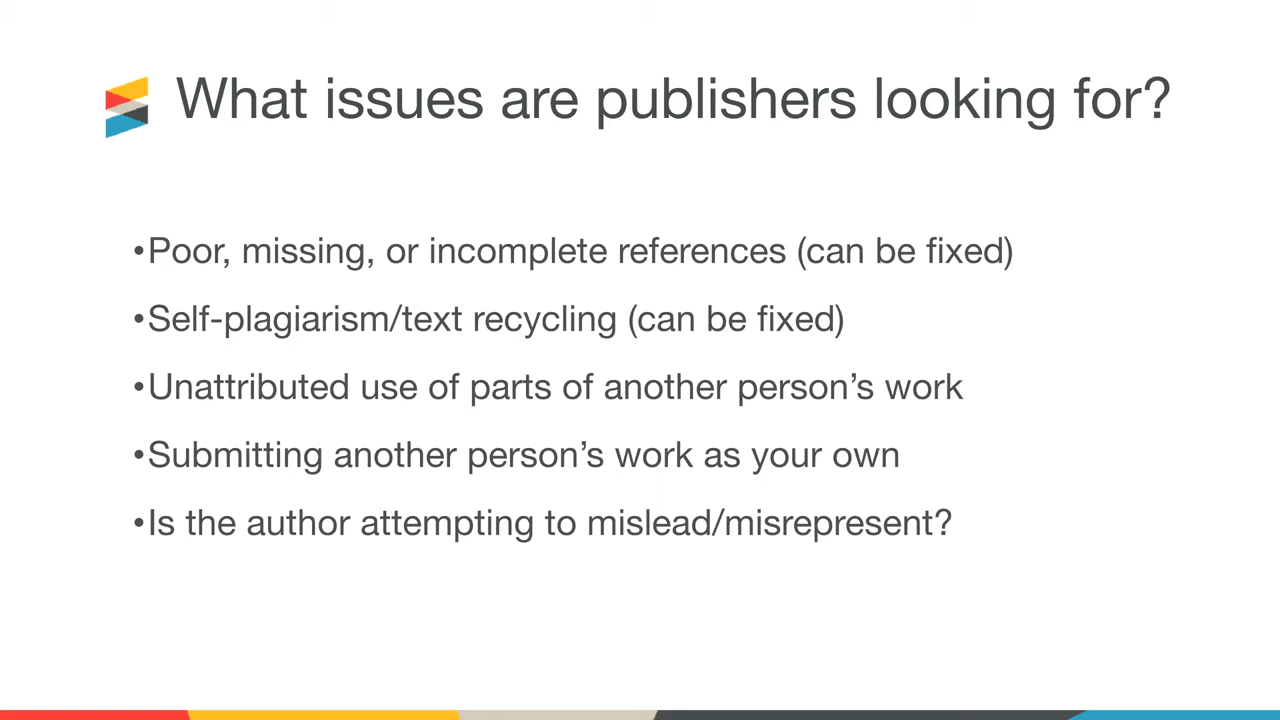 What issues are publishers looking for?
•Poor, missing, or incomplete references (can be fixed)
•Self-plagiarism/text recycling (can be fixed)
•Unattributed use of parts of another person’s work
•Submitting another person’s work as your own
•Is the author attempting to mislead/misrepresent?